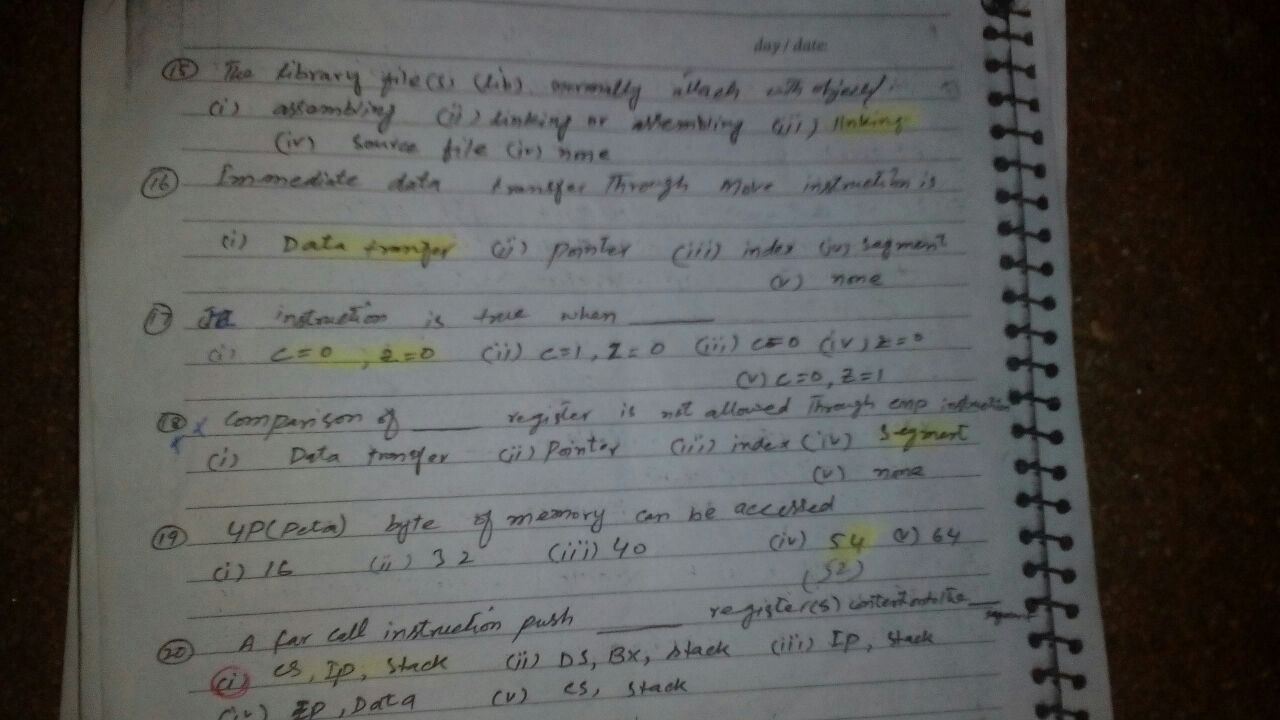 day/date
(15) The library file(s) (lib) normally attach with object/
(i) assembling (ii) linking or assembling (iii) linking
(iv) source file (iv) none
(16) Immediate data transfer Through Move instruction is
(i) Data tranfer (ii) pointer (iii) index (iv) segment
(v) none
(17) JA instruction is true when ______
(i) C=0, Z=0 (ii) C=1, Z=0 (iii) C=0 (iv) Z=0
(v) C=0, Z=1
(18) Comparison of ______ register is not allowed Through cmp instruction
(i) Data tranfer (ii) Pointer (iii) index (iv) Segment
(v) none
(19) 4P(Peta) byte of memory can be accessed
(i) 16 (ii) 32 (iii) 40 (iv) 54 (v) 64
(52)
(20) A far call instruction push ______ register(s) content
(i) CS, IP, Stack (ii) DS, BX, stack (iii) IP, stack
(iv) IP, Data (v) CS, stack